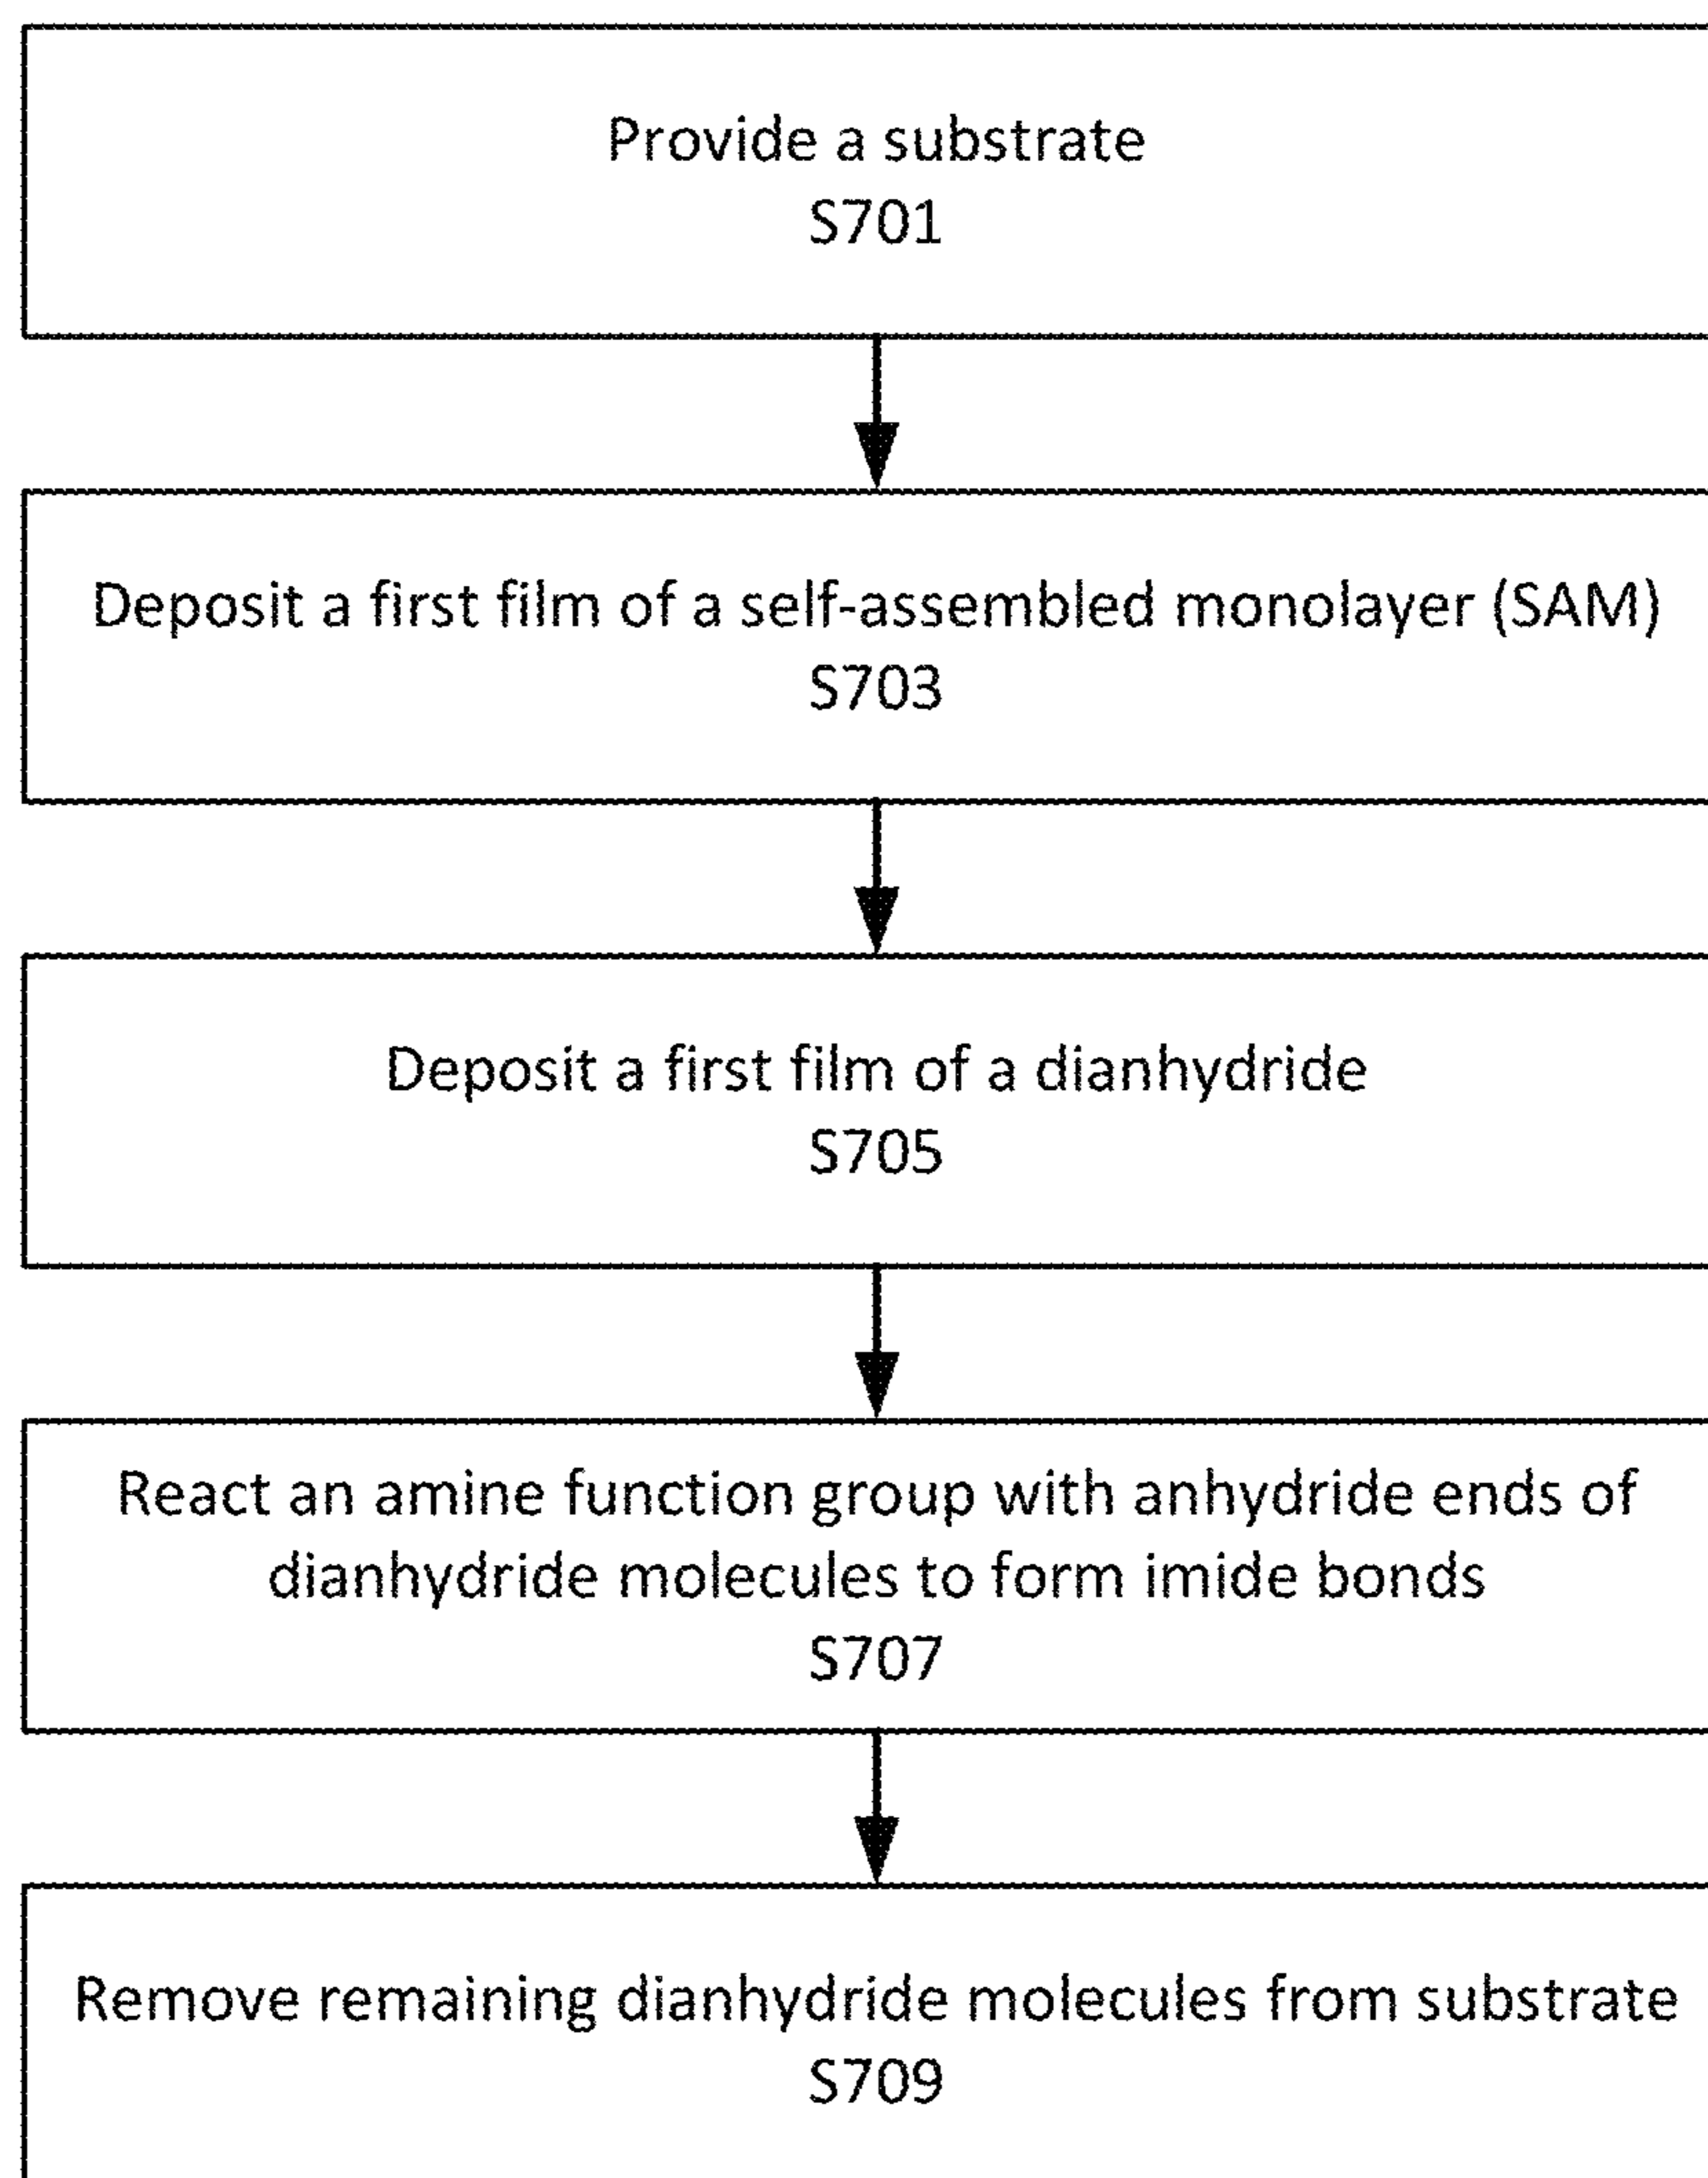 Provide a substrate
S701
Deposit a first film of a self-assembled monolayer (SAM)
S703
Deposit a first film of a dianhydride
S705
React an amine function group with anhydride ends of
dianhydride molecules to form imide bonds
S707
Remove remaining dianhydride molecules from substrate
S709